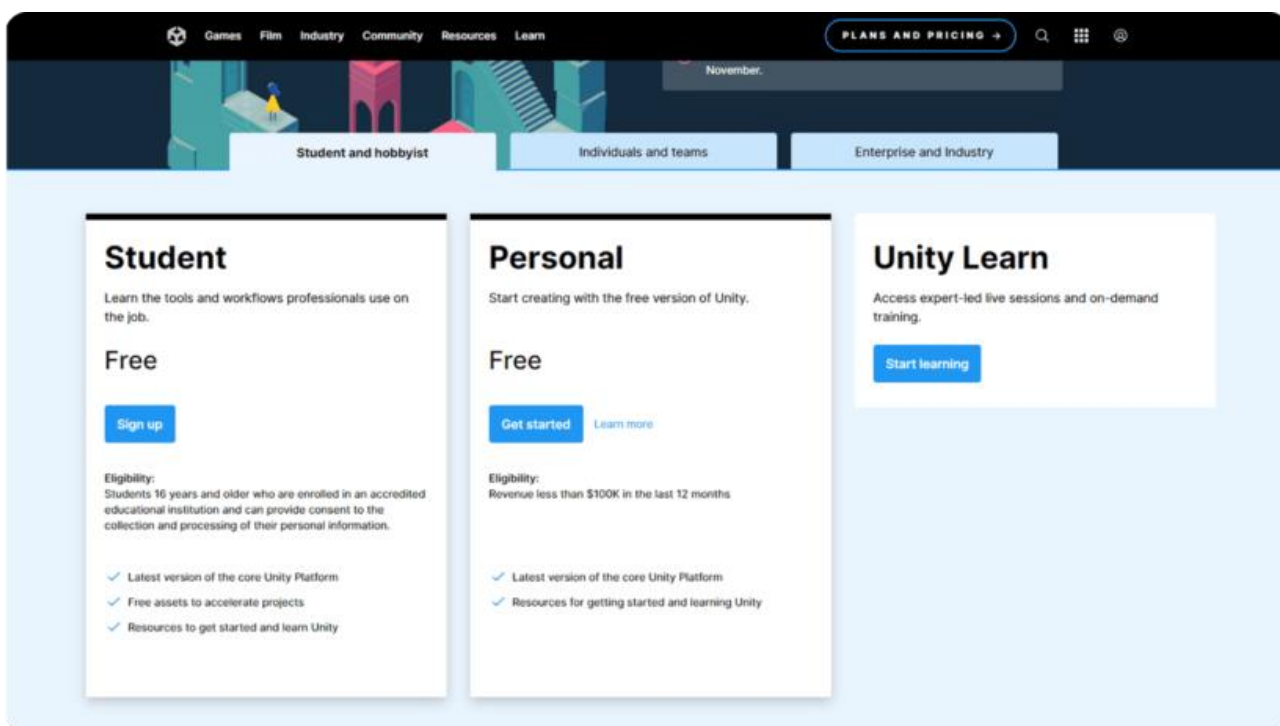 Games Film Industry Community Resources Learn
PLANS AND PRICING →
November.
Student and hobbyist
Individuals and teams
Enterprise and Industry
Student
Learn the tools and workflows professionals use on
the job.
Free
Sign up
Eligibility:
Students 16 years and older who are enrolled in an accredited
educational institution and can provide consent to the
collection and processing of their personal information.
✓ Latest version of the core Unity Platform
✓ Free assets to accelerate projects
✓ Resources to get started and learn Unity
Personal
Start creating with the free version of Unity.
Free
Get started Learn more
Eligibility:
Revenue less than $100K in the last 12 months
✓ Latest version of the core Unity Platform
✓ Resources for getting started and learning Unity
Unity Learn
Access expert-led live sessions and on-demand
training.
Start learning